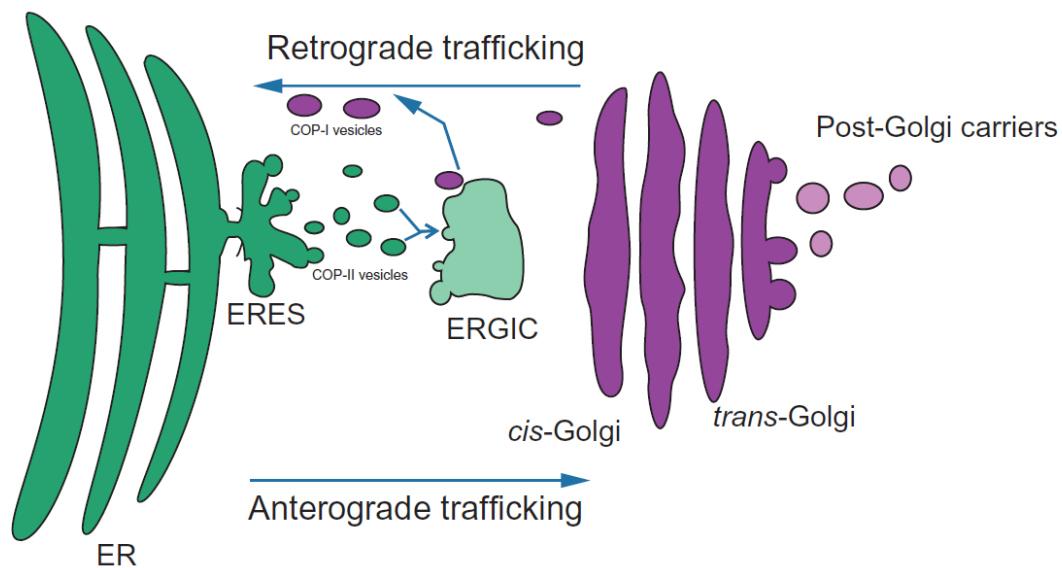 Retrograde trafficking
COP-I vesicles
Post-Golgi carriers
COP-II vesicles
ERES
ERGIC
cis-Golgi
trans-Golgi
Anterograde trafficking
ER